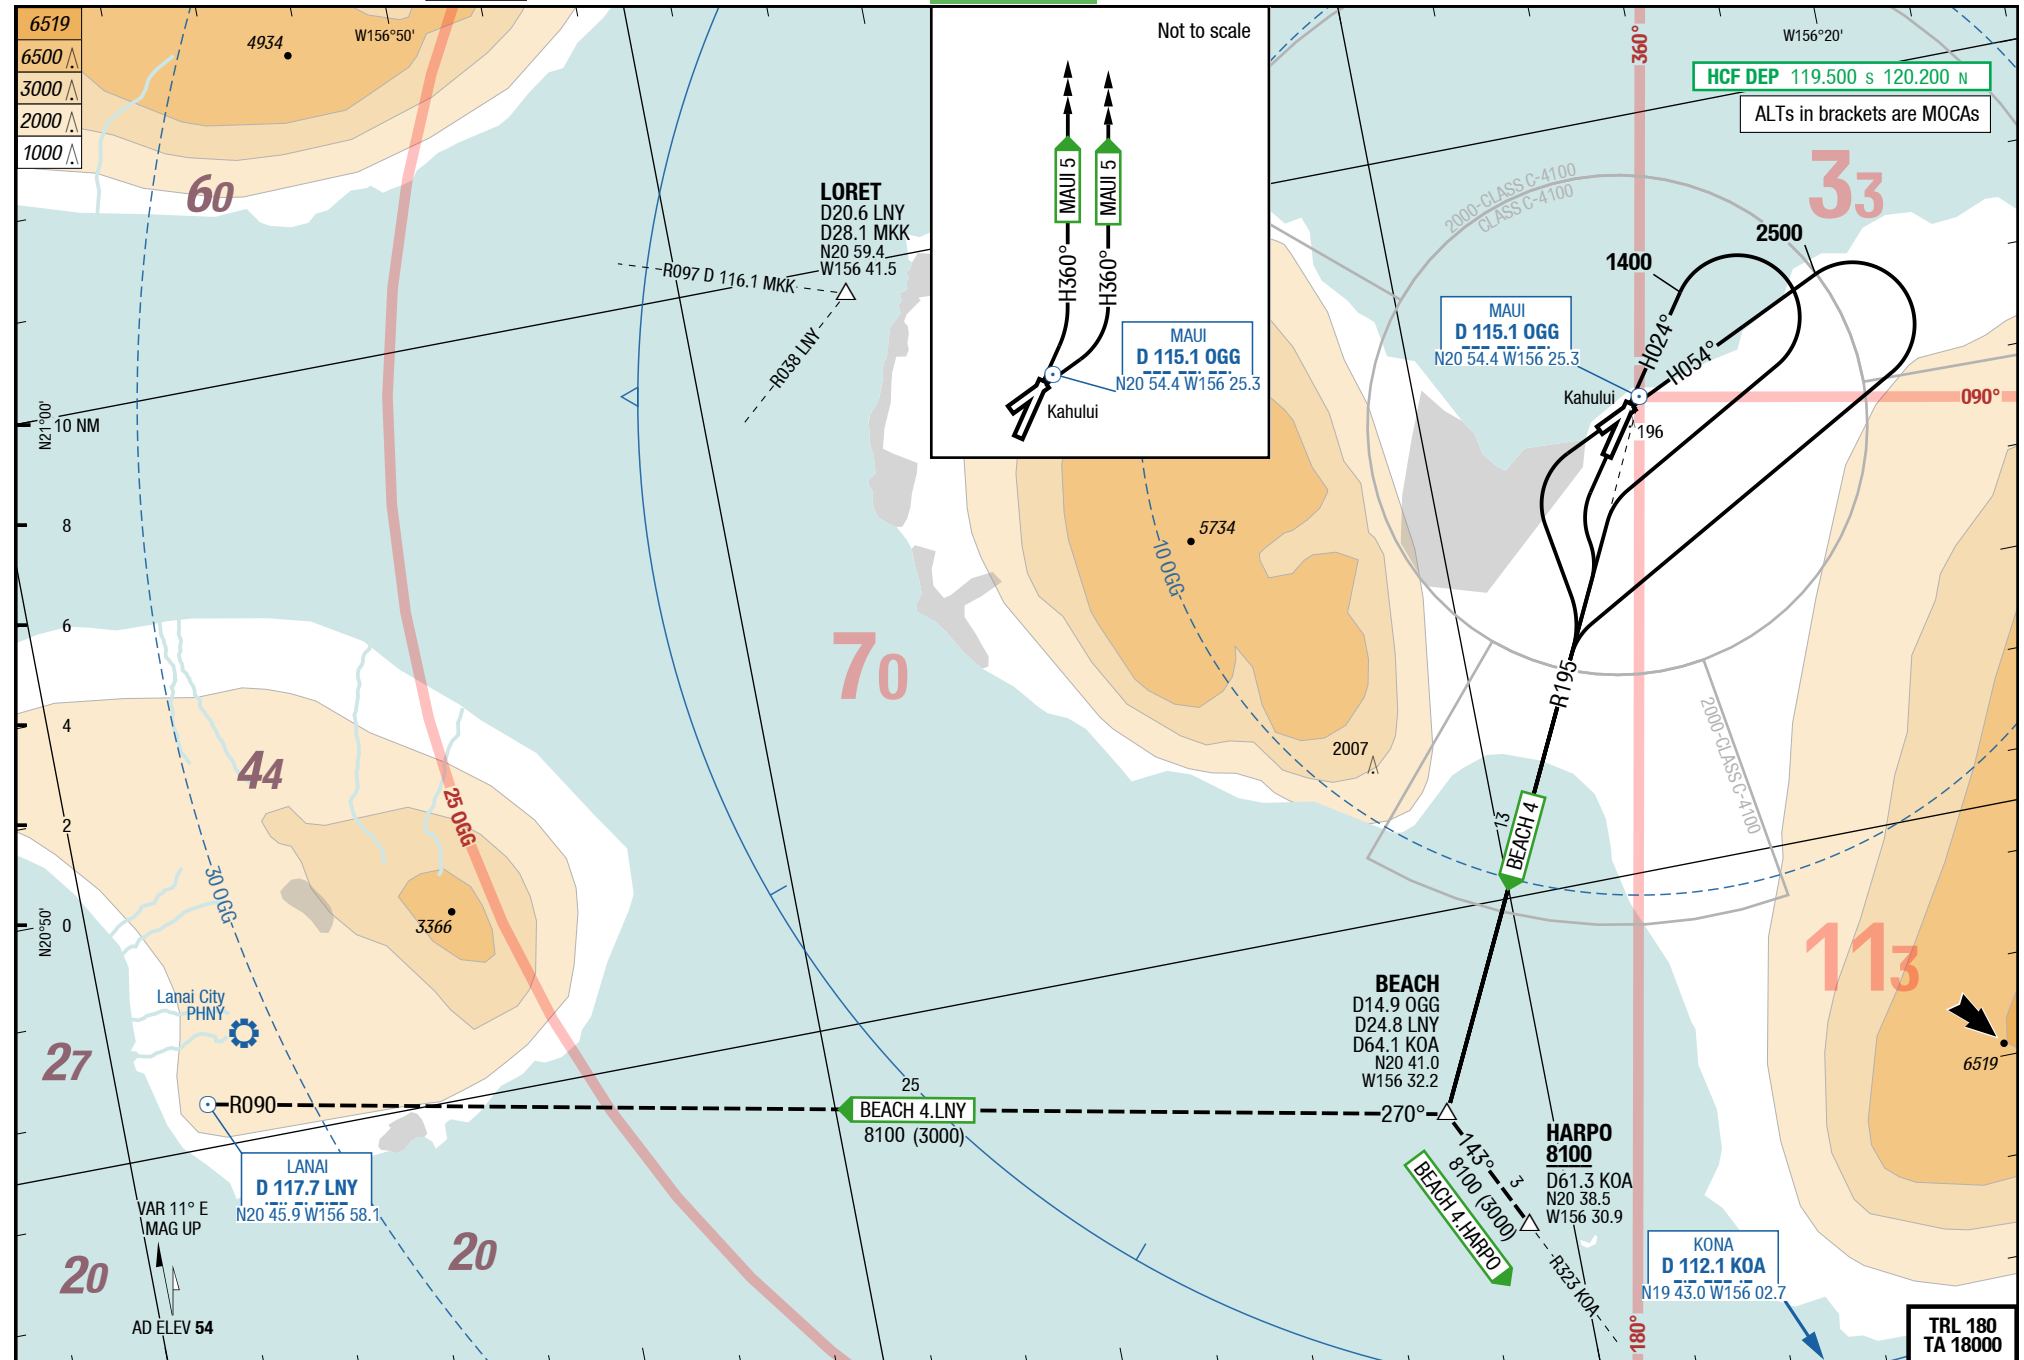 6519
6500
3000
2000
1000
4934
W156°50'
60
LORET
D20.6 LNY
D28.1 MKK
N20 59.4
W156 41.5
R097 D 116.1 MKK
R038 LNY
Not to scale
MAUI 5
MAUI 5
H360°
H360°
MAUI
D 115.1 OGG
N20 54.4 W156 25.3
Kahului
360°
W156°20'
HCF DEP 119.500 S 120.200 N
ALTs in brackets are MOCAs
33
2000-CLASS C-4100
CLASS C-4100
2500
1400
MAUI
D 115.1 OGG
N20 54.4 W156 25.3
H024°
H054°
Kahului
196
090°
N21°00'
10 NM
8
6
4
2
0
N20°50'
5734
10 OGG
70
R195
2007
2000-CLASS C-4100
44
25 OGG
30 OGG
3366
13
BEACH 4
113
6519
Lanai City
PHNY
27
R090
25
BEACH 4.LNY
8100 (3000)
270°
BEACH
D14.9 OGG
D24.8 LNY
D64.1 KOA
N20 41.0
W156 32.2
143°
3
8100 (3000)
BEACH 4.HARPO
HARPO
8100
D61.3 KOA
N20 38.5
W156 30.9
R323 KOA
LANAI
D 117.7 LNY
N20 45.9 W156 58.1
VAR 11° E
MAG UP
20
20
AD ELEV 54
KONA
D 112.1 KOA
N19 43.0 W156 02.7
180°
TRL 180
TA 18000